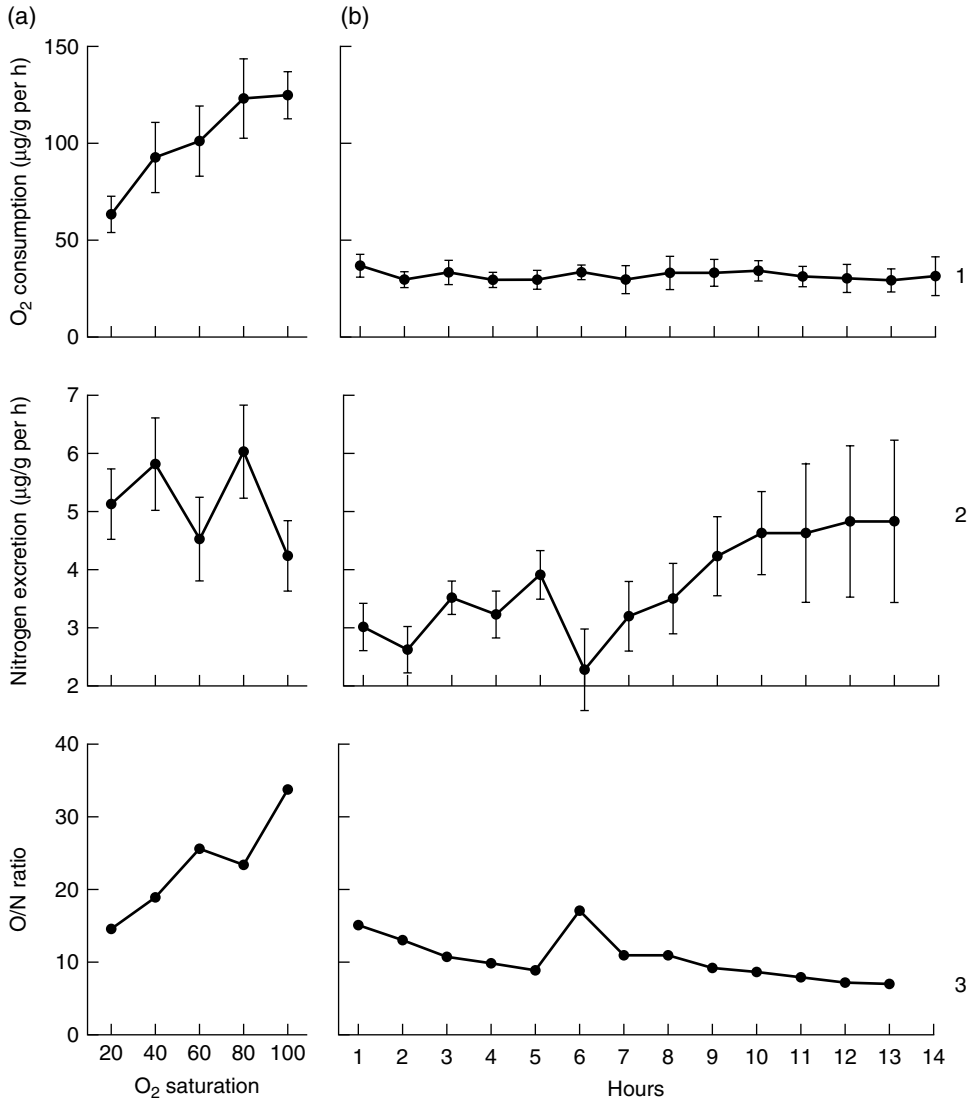 (a)
(b)
O₂ consumption (μg/g per h)
150
100
50
0
1
Nitrogen excretion (μg/g per h)
7
6
5
4
3
2
2
O/N ratio
40
30
20
10
0
3
20 40 60 80 100
1 2 3 4 5 6 7 8 9 10 11 12 13 14
O₂ saturation
Hours